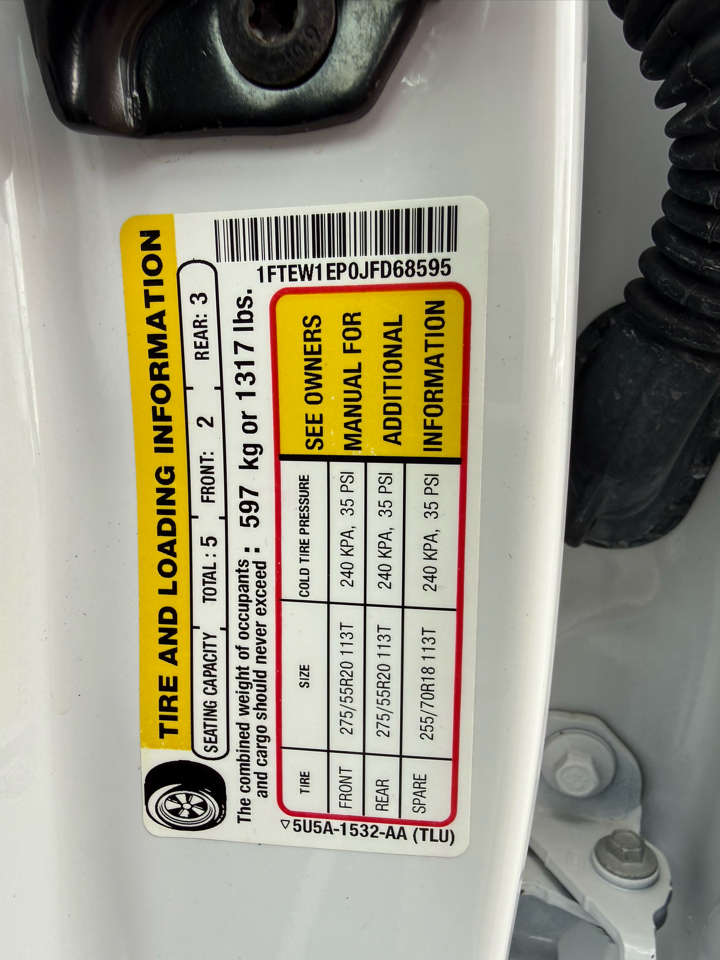 TIRE AND LOADING INFORMATION
SEATING CAPACITY TOTAL : 5 FRONT: 2 REAR: 3
The combined weight of occupants
and cargo should never exceed : 597 kg or 1317 lbs.
TIRE SIZE COLD TIRE PRESSURE
FRONT 275/55R20 113T 240 KPA, 35 PSI
REAR 275/55R20 113T 240 KPA, 35 PSI
SPARE 255/70R18 113T 240 KPA, 35 PSI
SEE OWNERS
MANUAL FOR
ADDITIONAL
INFORMATION
1FTEW1EP0JFD68595
▽5U5A-1532-AA (TLU)